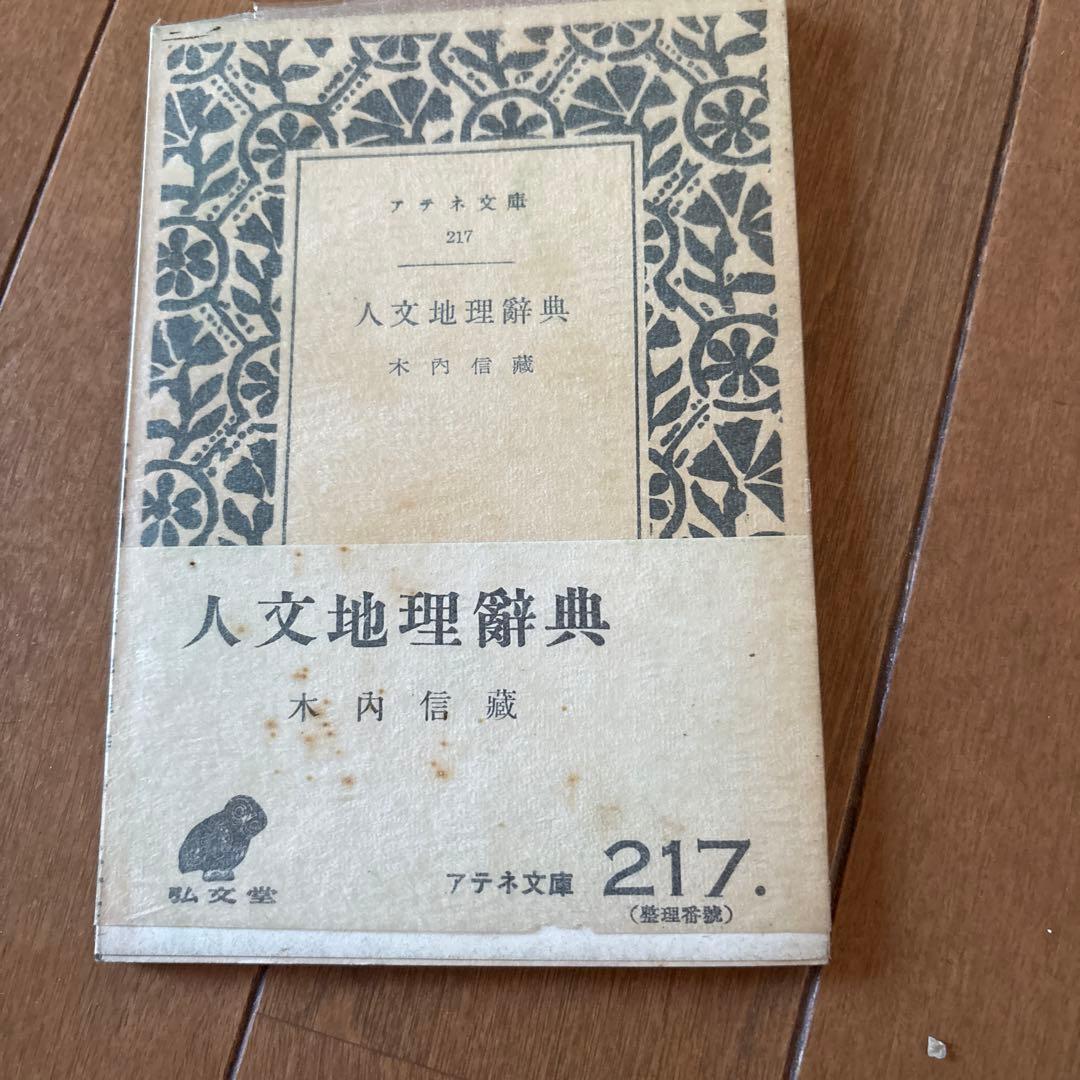 アテネ文庫
217
人文地理辭典
木內信藏
人文地理辭典
木內信藏
弘文堂
アテネ文庫 217.
(整理番號)